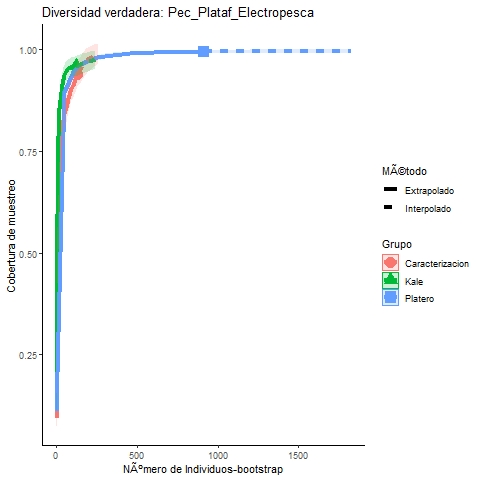 Diversidad verdadera: Pec_Plataf_Electropesca
1.00
0.75
0.50
0.25
Cobertura de muestreo
0
500
1000
1500
NÃºmero de Individuos-bootstrap
MÃ©todo
Extrapolado
Interpolado
Grupo
Caracterizacion
Kale
Platero